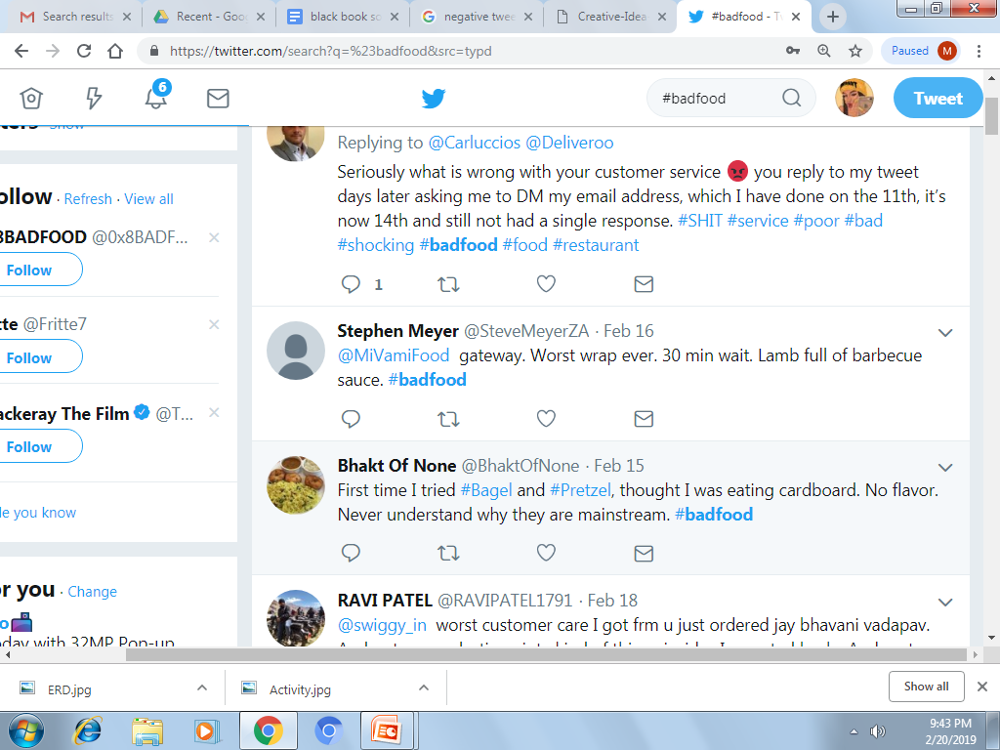 Search results
Recent - Goo
black book so
negative twee
Creative-Idea
#badfood - Tw
https://twitter.com/search?q=%23badfood&src=typd
Paused M
6
#badfood
Tweet
Show
Replying to @Carluccios @Deliveroo
Seriously what is wrong with your customer service 😡 you reply to my tweet
days later asking me to DM my email address, which I have done on the 11th, it's
now 14th and still not had a single response. #SHIT #service #poor #bad
#shocking #badfood #food #restaurant
1
ollow · Refresh · View all
8BADFOOD @0x8BADF...
Follow
tte @Fritte7
Follow
ackeray The Film @T...
Follow
le you know
or you · Change
o
day with 32MP Pop-up
Stephen Meyer @SteveMeyerZA · Feb 16
@MiVamiFood gateway. Worst wrap ever. 30 min wait. Lamb full of barbecue
sauce. #badfood
Bhakt Of None @BhaktOfNone · Feb 15
First time I tried #Bagel and #Pretzel, thought I was eating cardboard. No flavor.
Never understand why they are mainstream. #badfood
RAVI PATEL @RAVIPATEL1791 · Feb 18
@swiggy_in worst customer care I got frm u just ordered jay bhavani vadapav.
ERD.jpg
Activity.jpg
Show all
9:43 PM
2/20/2019